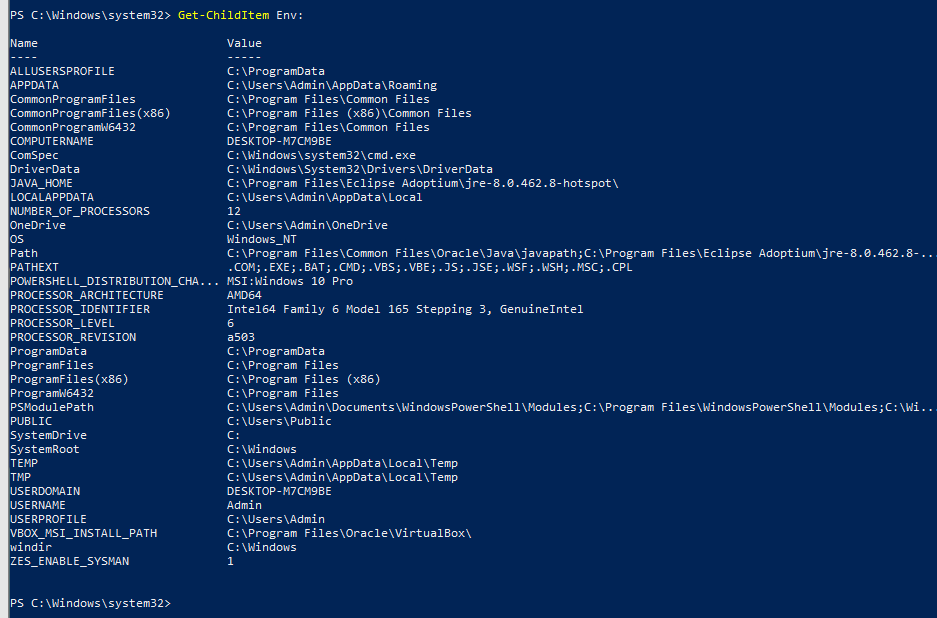 PS C:\Windows\system32> Get-ChildItem Env:
Name                           Value
----                           -----
ALLUSERSPROFILE                C:\ProgramData
APPDATA                        C:\Users\Admin\AppData\Roaming
CommonProgramFiles             C:\Program Files\Common Files
CommonProgramFiles(x86)        C:\Program Files (x86)\Common Files
CommonProgramW6432             C:\Program Files\Common Files
COMPUTERNAME                   DESKTOP-M7CM9BE
ComSpec                        C:\Windows\system32\cmd.exe
DriverData                     C:\Windows\System32\Drivers\DriverData
JAVA_HOME                      C:\Program Files\Eclipse Adoptium\jre-8.0.462.8-hotspot\
LOCALAPPDATA                   C:\Users\Admin\AppData\Local
NUMBER_OF_PROCESSORS           12
OneDrive                       C:\Users\Admin\OneDrive
OS                             Windows_NT
Path                           C:\Program Files\Common Files\Oracle\Java\javapath;C:\Program Files\Eclipse Adoptium\jre-8.0.462.8-...
PATHEXT                        .COM;.EXE;.BAT;.CMD;.VBS;.VBE;.JS;.JSE;.WSF;.WSH;.MSC;.CPL
POWERSHELL_DISTRIBUTION_CHA... MSI:Windows 10 Pro
PROCESSOR_ARCHITECTURE         AMD64
PROCESSOR_IDENTIFIER           Intel64 Family 6 Model 165 Stepping 3, GenuineIntel
PROCESSOR_LEVEL                6
PROCESSOR_REVISION             a503
ProgramData                    C:\ProgramData
ProgramFiles                   C:\Program Files
ProgramFiles(x86)              C:\Program Files (x86)
ProgramW6432                   C:\Program Files
PSModulePath                   C:\Users\Admin\Documents\WindowsPowerShell\Modules;C:\Program Files\WindowsPowerShell\Modules;C:\Wi...
PUBLIC                         C:\Users\Public
SystemDrive                    C:
SystemRoot                     C:\Windows
TEMP                           C:\Users\Admin\AppData\Local\Temp
TMP                            C:\Users\Admin\AppData\Local\Temp
USERDOMAIN                     DESKTOP-M7CM9BE
USERNAME                       Admin
USERPROFILE                    C:\Users\Admin
VBOX_MSI_INSTALL_PATH          C:\Program Files\Oracle\VirtualBox\
windir                         C:\Windows
ZES_ENABLE_SYSMAN              1
PS C:\Windows\system32>